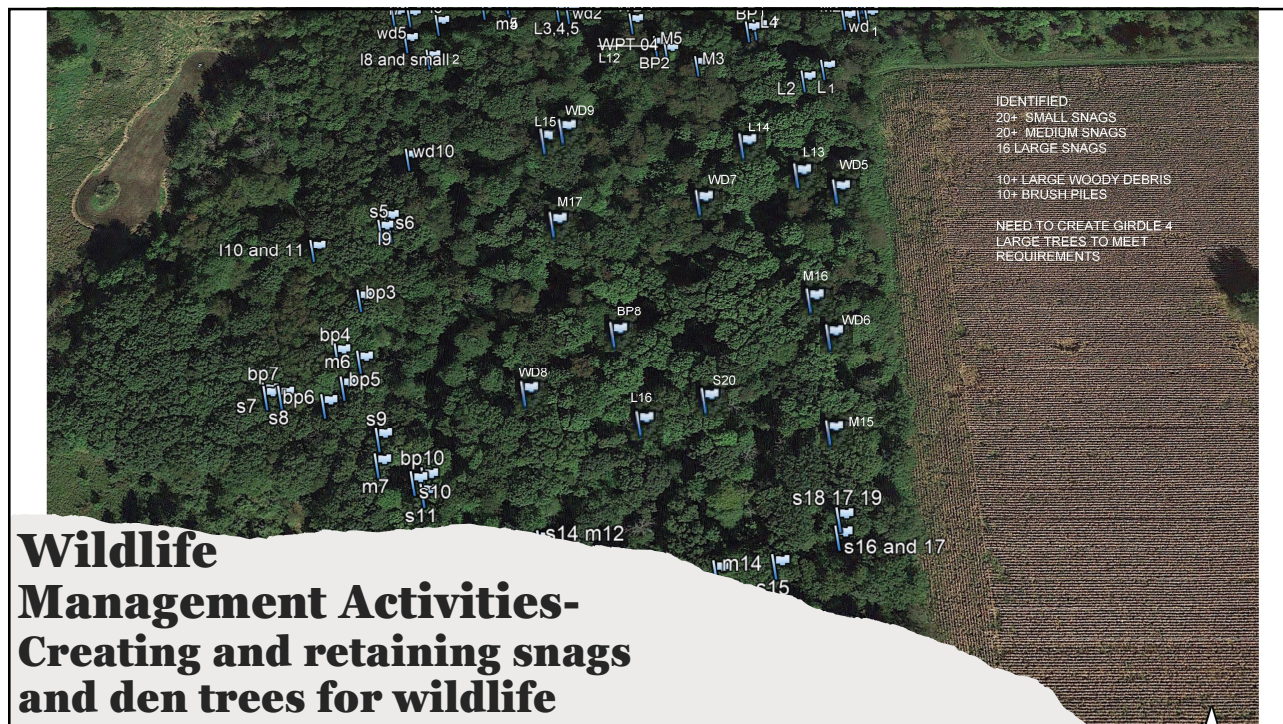 wd5
m5
L3,4,5
wd2
BP1
L4
wd 1
WPT 04
M5
L12
BP2
M3
l8 and small 2
L2
L1
IDENTIFIED
20+ SMALL SNAGS
20+ MEDIUM SNAGS
16 LARGE SNAGS
10+ LARGE WOODY DEBRIS
10+ BRUSH PILES
NEED TO CREATE GIRDLE 4
LARGE TREES TO MEET
REQUIREMENTS
L15
WD9
L14
wd10
L13
WD5
WD7
s5
s6
l9
M17
l10 and 11
bp3
M16
bp4
m6
BP8
WD6
bp7
bp5
bp6
WD8
S20
s7
s8
L16
s9
M15
m7
bp10
s10
s11
s18 17 19
s14 m12
s16 and 17
m14
s15
Wildlife
Management Activities-
Creating and retaining snags
and den trees for wildlife